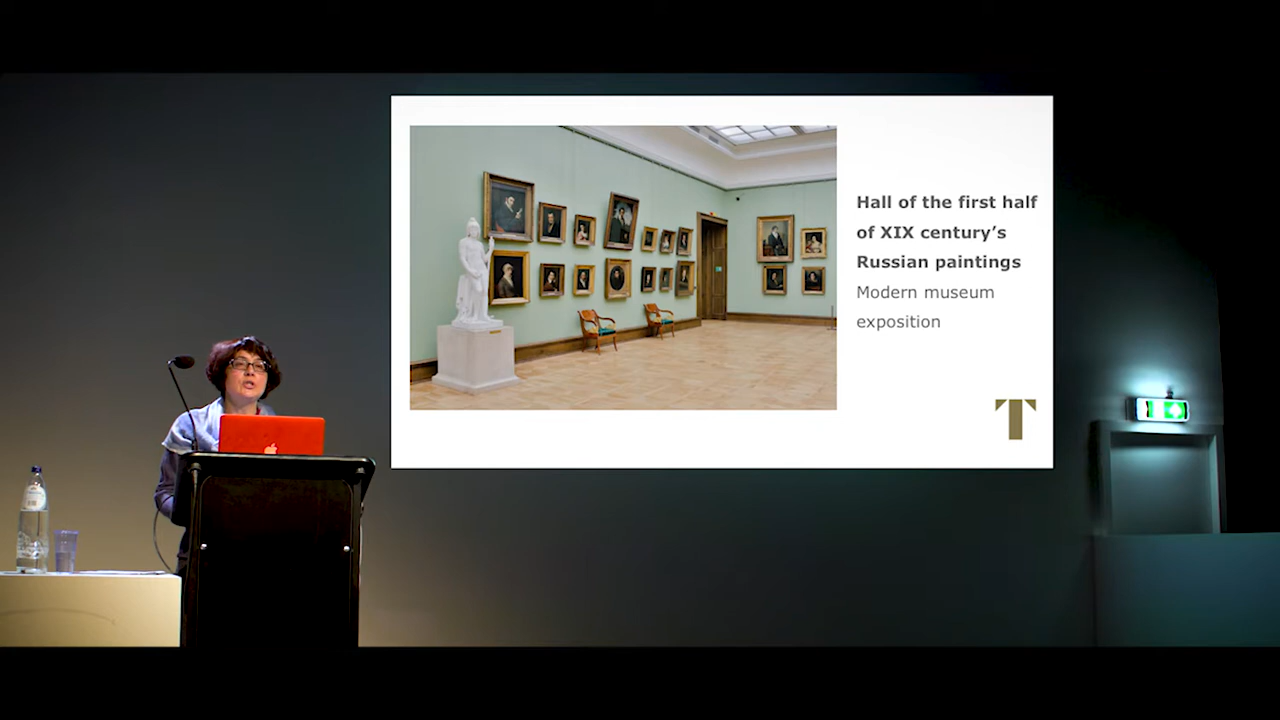 Hall of the first half
of XIX century’s
Russian paintings
Modern museum
exposition
T